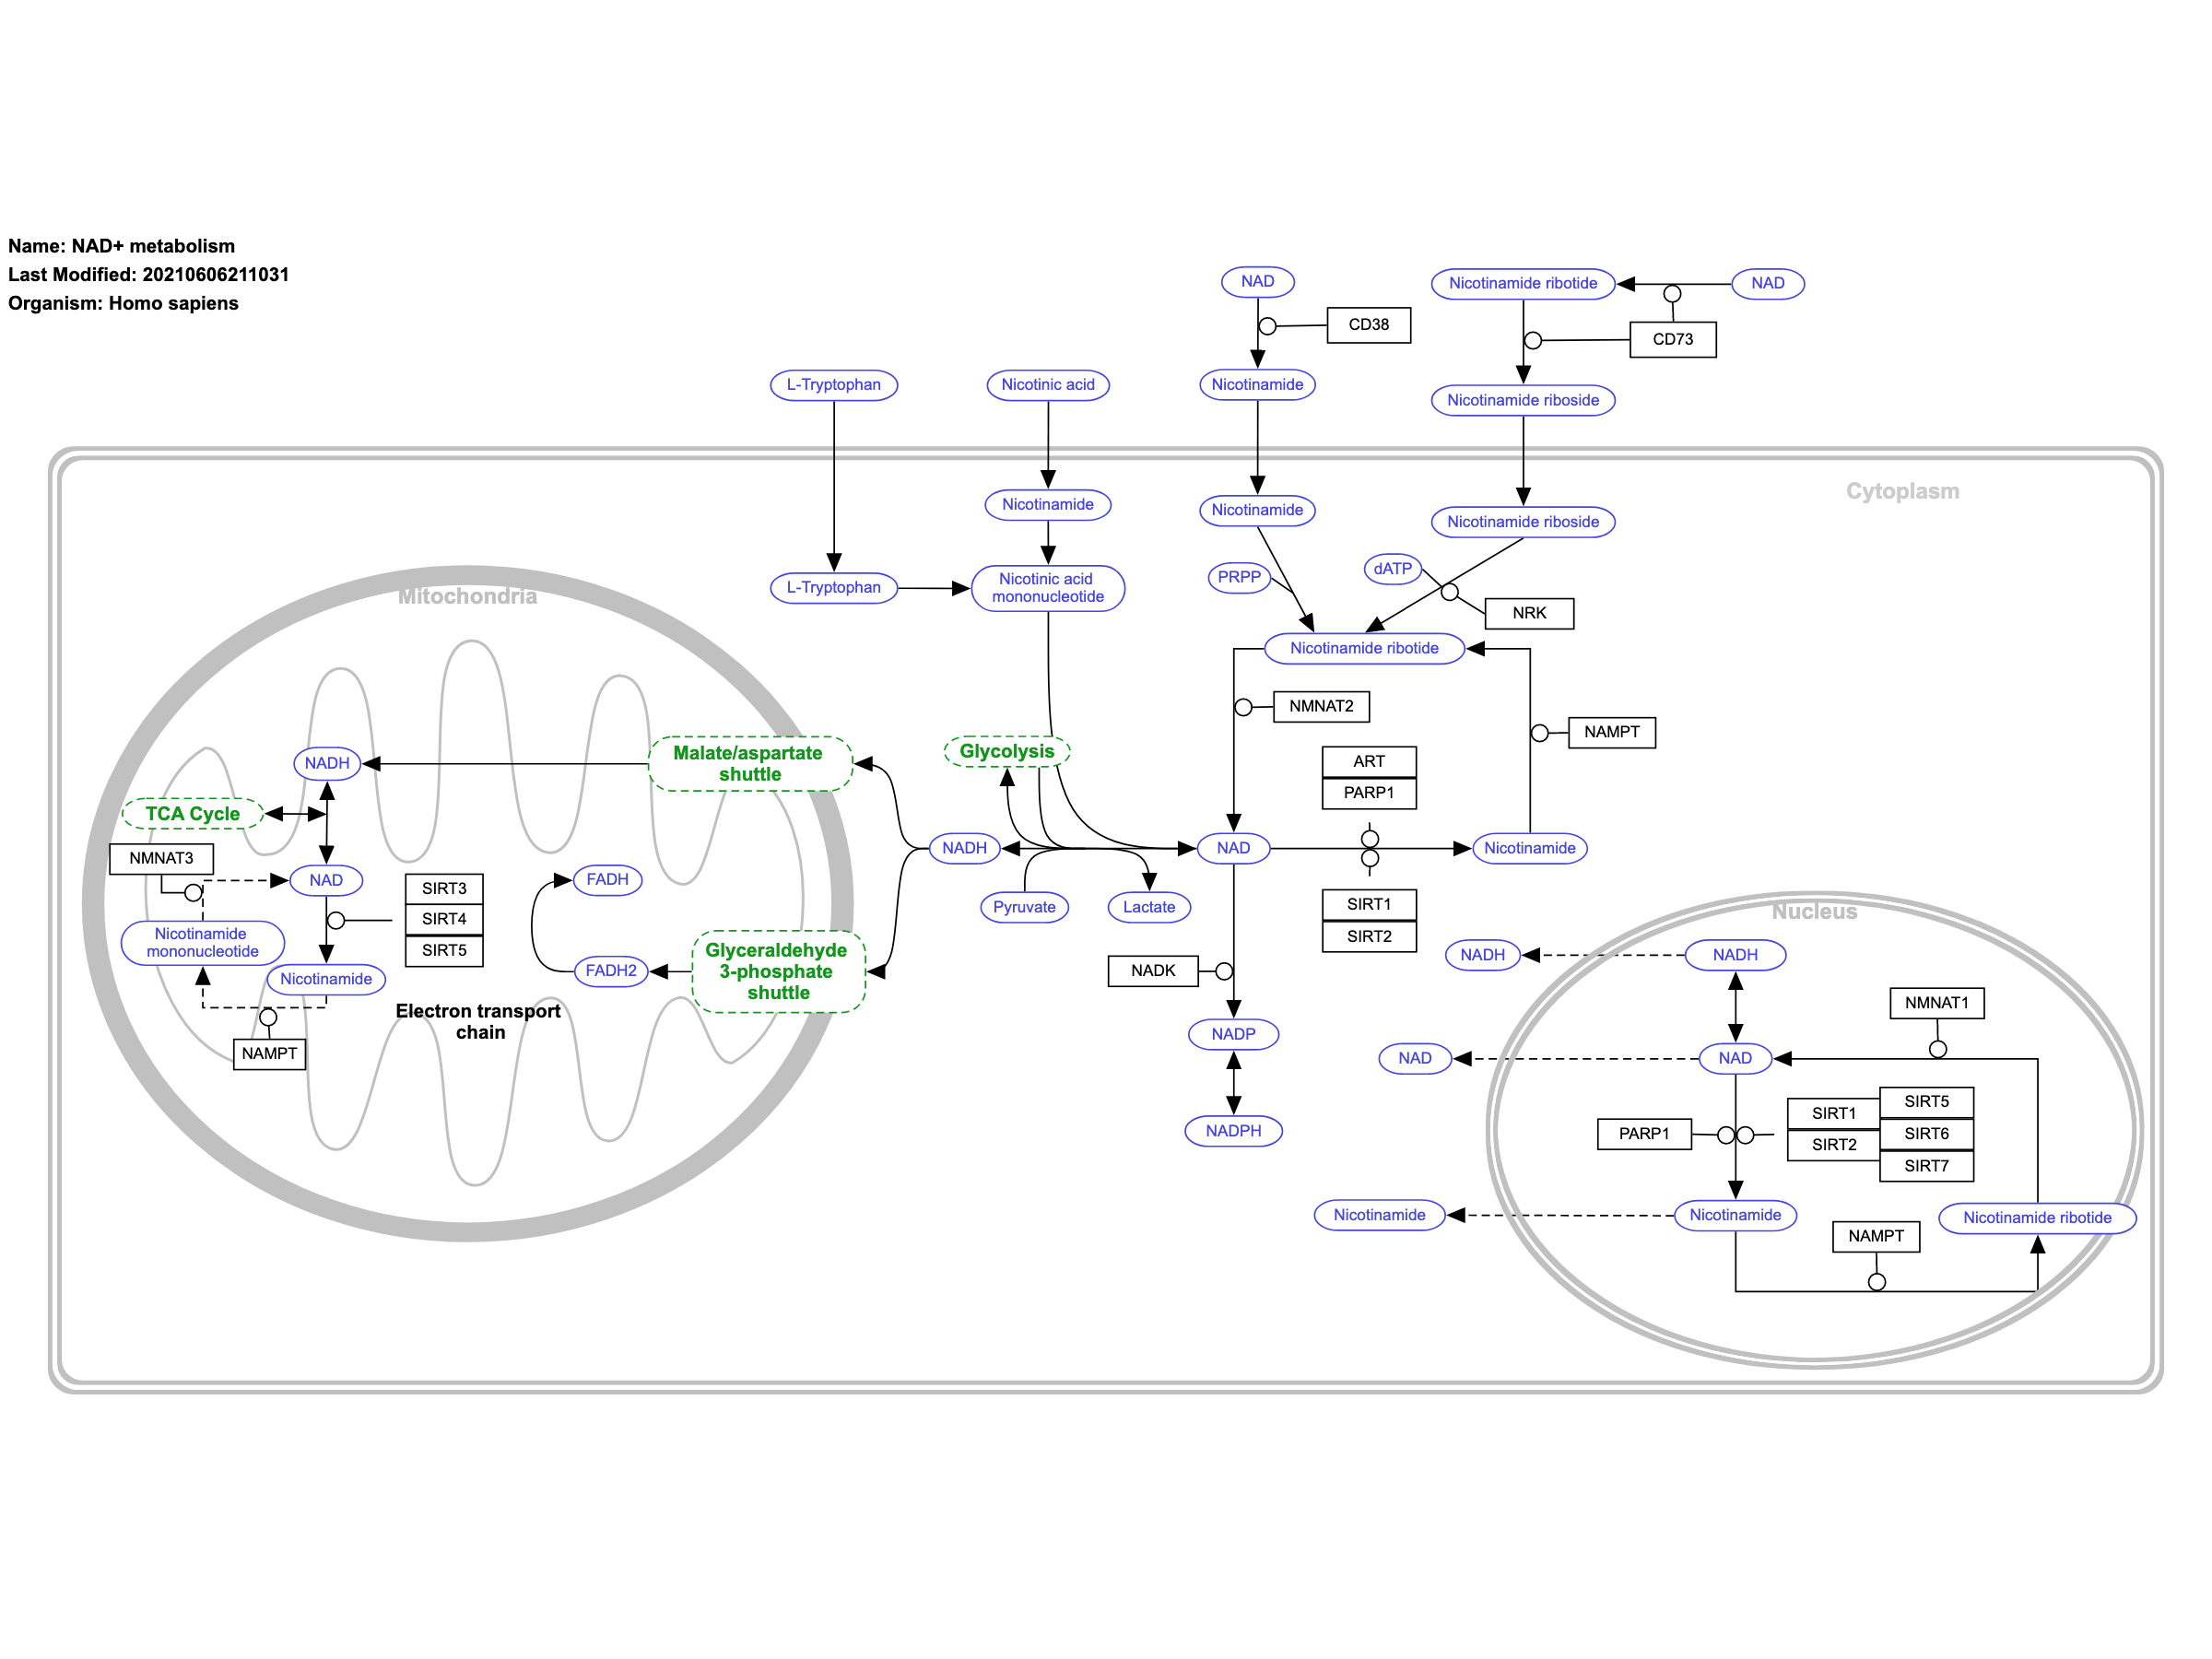 Name: NAD+ metabolism
Last Modified: 20210606211031
Organism: Homo sapiens
NAD
Nicotinamide ribotide
NAD
CD38
CD73
L-Tryptophan
Nicotinic acid
Nicotinamide
Nicotinamide riboside
Cytoplasm
Nicotinamide
Nicotinamide
Nicotinamide riboside
L-Tryptophan
Nicotinic acid
mononucleotide
PRPP
dATP
NRK
Mitochondria
Nicotinamide ribotide
NMNAT2
NAMPT
NADH
Malate/aspartate
shuttle
Glycolysis
ART
PARP1
TCA Cycle
NMNAT3
NADH
NAD
Nicotinamide
NAD
FADH
SIRT3
SIRT4
SIRT5
Pyruvate
Lactate
SIRT1
SIRT2
Nicotinamide
mononucleotide
Nicotinamide
FADH2
Glyceraldehyde
3-phosphate
shuttle
NADK
Electron transport
chain
NAMPT
NADP
NADPH
Nucleus
NADH
NADH
NMNAT1
NAD
NAD
PARP1
SIRT1
SIRT2
SIRT5
SIRT6
SIRT7
Nicotinamide
Nicotinamide
Nicotinamide ribotide
NAMPT